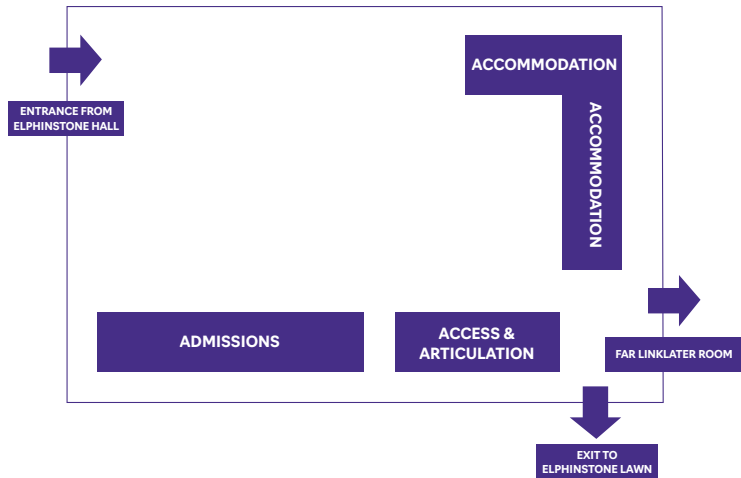 ACCOMMODATION
ENTRANCE FROM
ELPHINSTONE HALL
ACCOMMODATION
ADMISSIONS
ACCESS &
ARTICULATION
FAR LINKLATER ROOM
EXIT TO
ELPHINSTONE LAWN